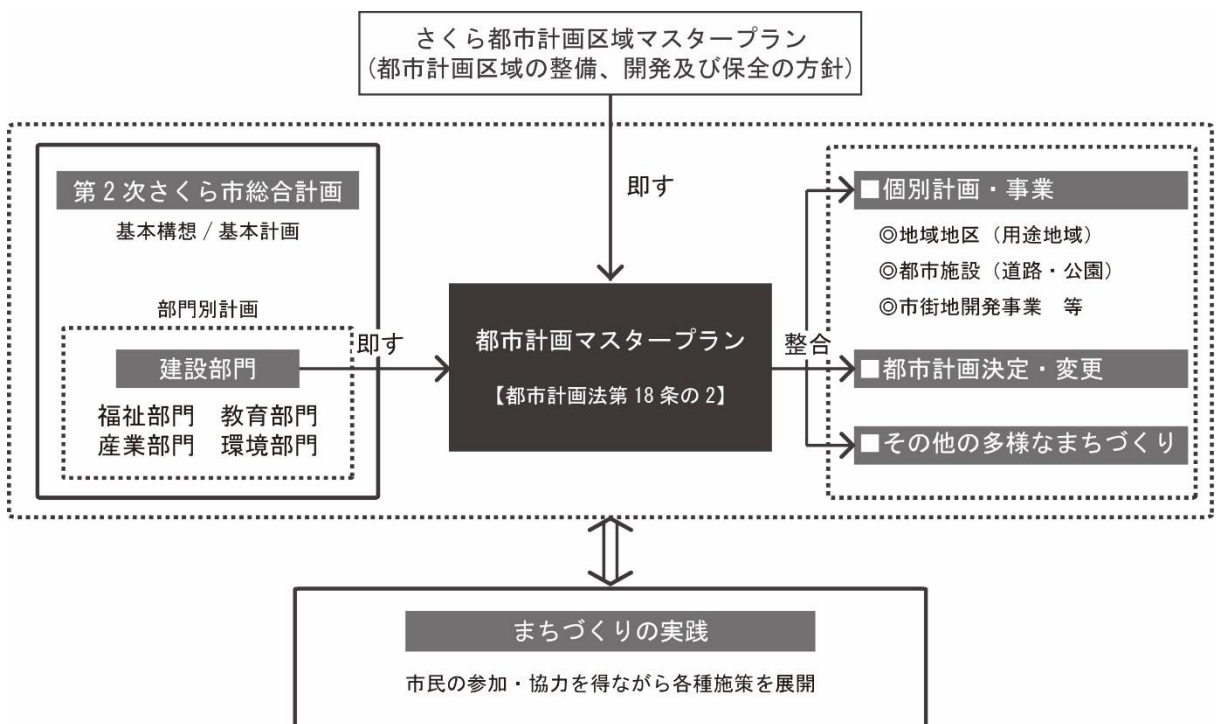 さくら都市計画区域マスタープラン
(都市計画区域の整備、開発及び保全の方針)
即す
第2次さくら市総合計画
基本構想 / 基本計画
部門別計画
建設部門
福祉部門 教育部門
産業部門 環境部門
即す
都市計画マスタープラン
【都市計画法第18条の2】
整合
■個別計画・事業
◎地域地区(用途地域)
◎都市施設(道路・公園)
◎市街地開発事業 等
■都市計画決定・変更
■その他の多様なまちづくり
まちづくりの実践
市民の参加・協力を得ながら各種施策を展開